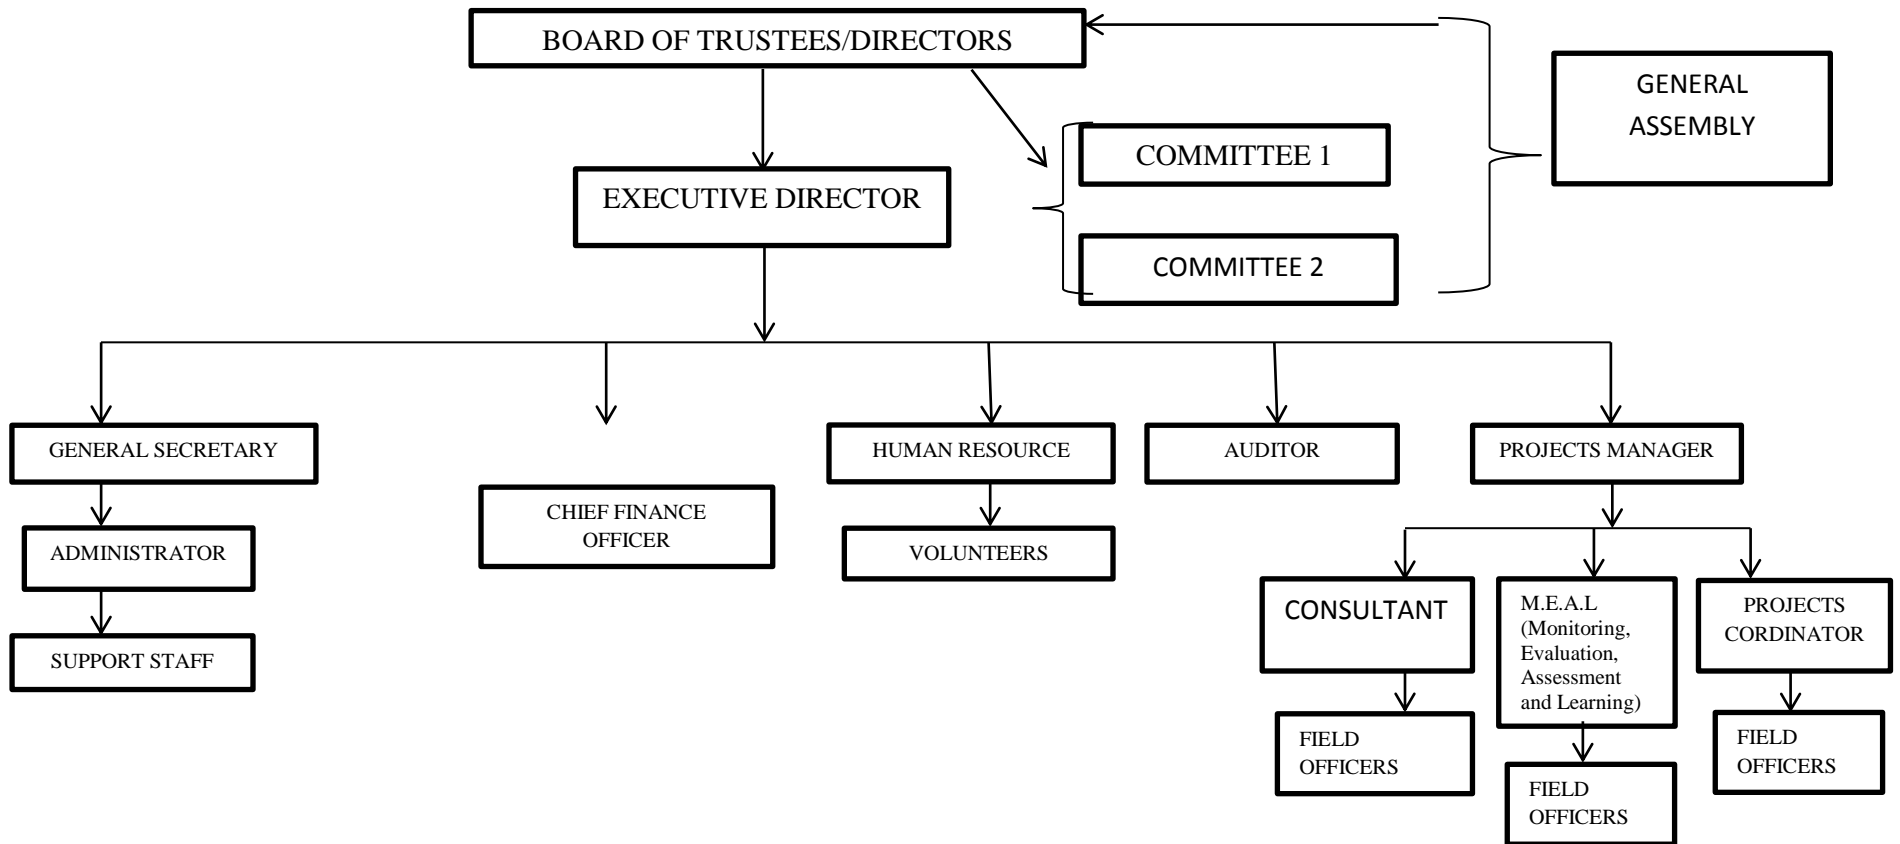 BOARD OF TRUSTEES/DIRECTORS
GENERAL
ASSEMBLY
COMMITTEE 1
EXECUTIVE DIRECTOR
COMMITTEE 2
GENERAL SECRETARY
HUMAN RESOURCE
AUDITOR
PROJECTS MANAGER
CHIEF FINANCE
OFFICER
ADMINISTRATOR
VOLUNTEERS
SUPPORT STAFF
CONSULTANT
M.E.A.L
(Monitoring,
Evaluation,
Assessment
and Learning)
PROJECTS
CORDINATOR
FIELD
OFFICERS
FIELD
OFFICERS
FIELD
OFFICERS